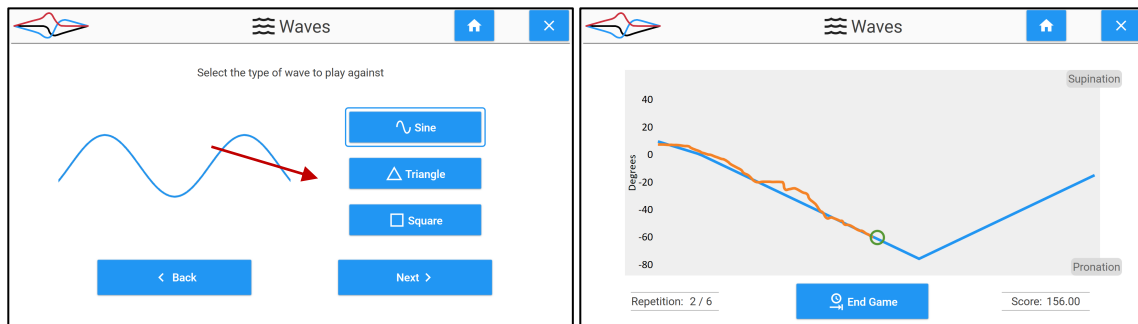 Waves
Select the type of wave to play against
Sine
Triangle
Square
Back
Next
Waves
Supination
40
20
0
-20
-40
-60
-80
Degrees
Pronation
Repetition: 2 / 6
End Game
Score: 156.00